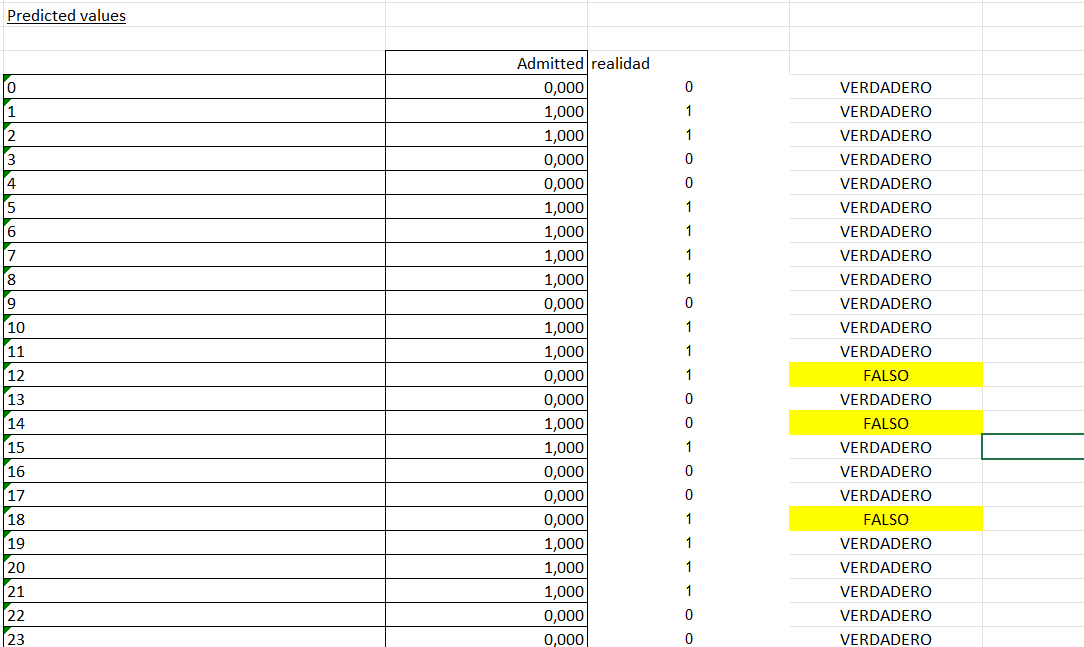 Predicted values
Admitted realidad
0 0,000 0 VERDADERO
1 1,000 1 VERDADERO
2 1,000 1 VERDADERO
3 0,000 0 VERDADERO
4 0,000 0 VERDADERO
5 1,000 1 VERDADERO
6 1,000 1 VERDADERO
7 1,000 1 VERDADERO
8 1,000 1 VERDADERO
9 0,000 0 VERDADERO
10 1,000 1 VERDADERO
11 1,000 1 VERDADERO
12 0,000 1 FALSO
13 0,000 0 VERDADERO
14 1,000 0 FALSO
15 1,000 1 VERDADERO
16 0,000 0 VERDADERO
17 0,000 0 VERDADERO
18 0,000 1 FALSO
19 1,000 1 VERDADERO
20 1,000 1 VERDADERO
21 1,000 1 VERDADERO
22 0,000 0 VERDADERO
23 0,000 0 VERDADERO